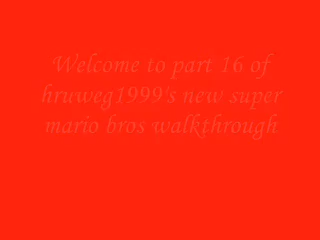 Welcome to part 16 of
hruweg1999's new super
mario bros walkthrough